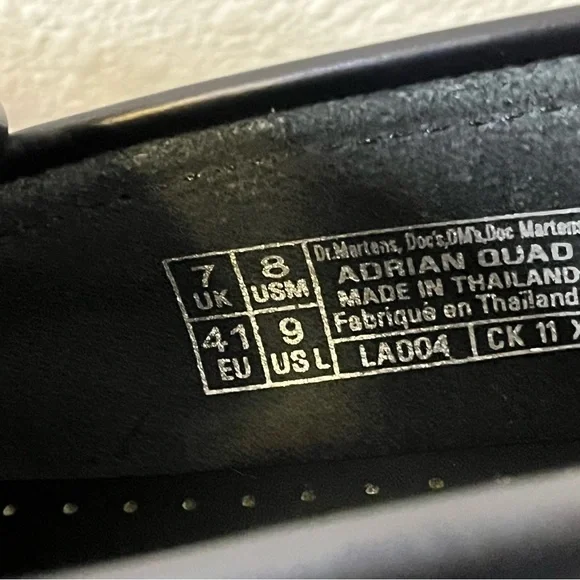 7 UK
8 USM
41 EU
9 US L
Dr.Martens, Doc's,DM's,Doc Martens
ADRIAN QUAD
MADE IN THAILAND
Fabriqué en Thailand
LA004
CK 11 X